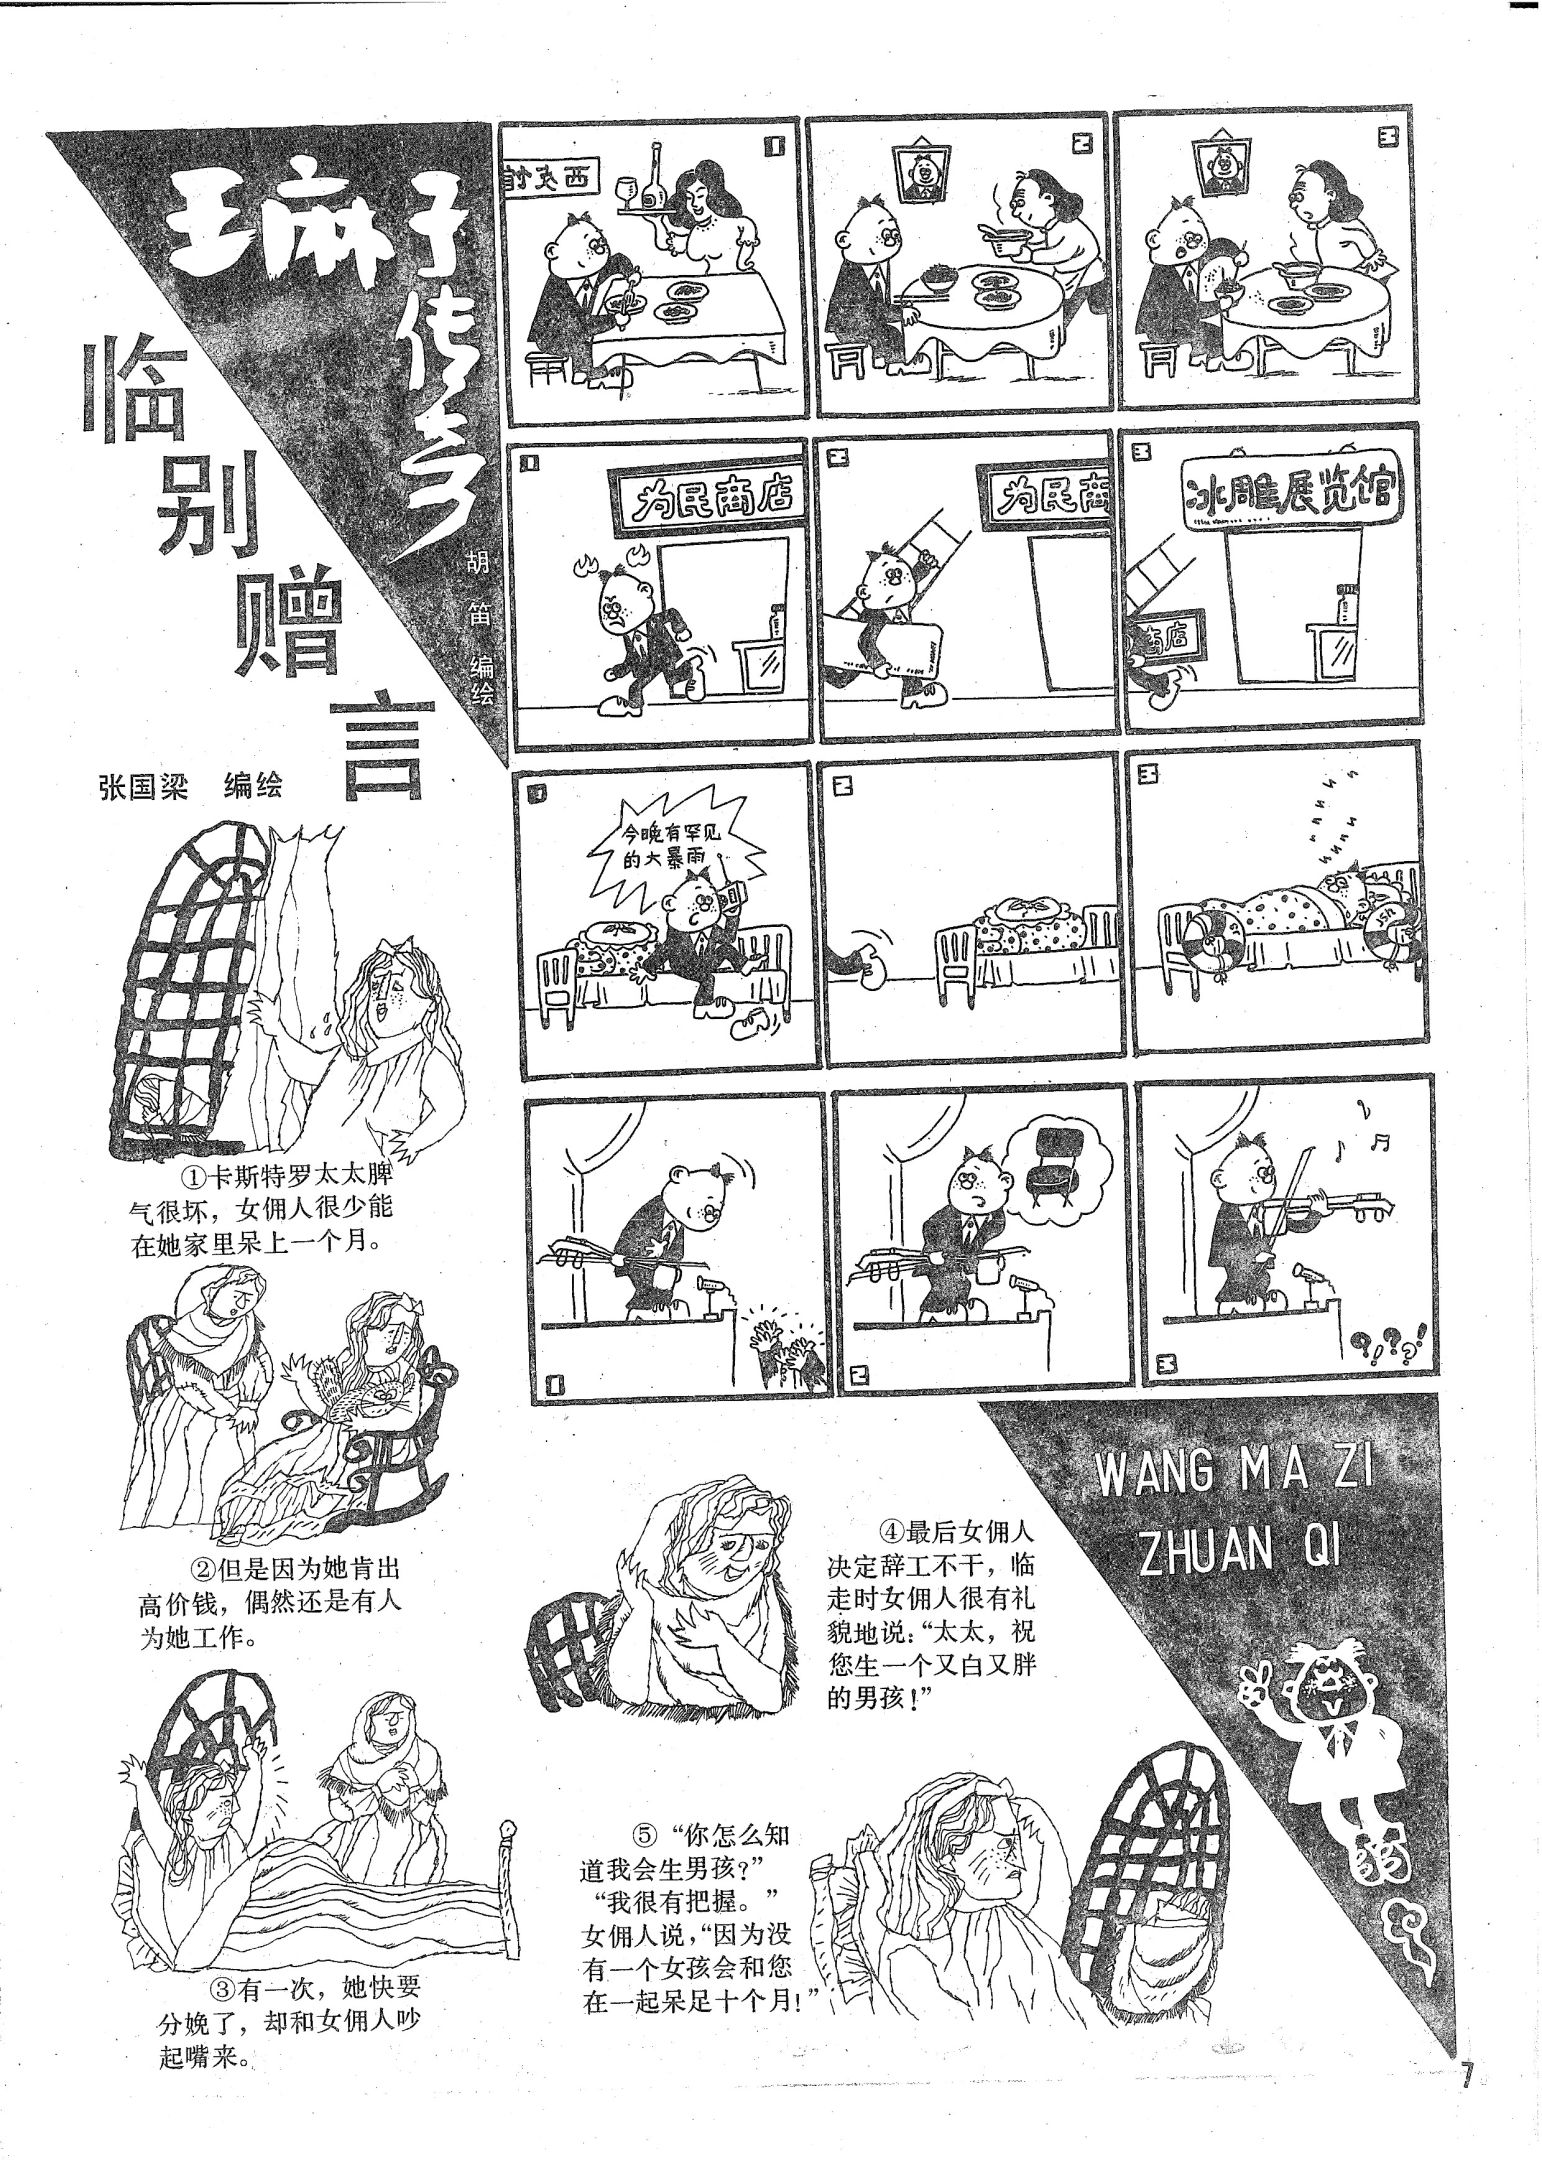 王麻子
传奇
胡笛 编绘
1
西式快
2
3
1
为民商店
2
为民商
3
冰雕展览馆
商店
1
今晚有罕见
的大暴雨
2
3
1
2
3
WANG MA ZI
ZHUAN QI
临别赠言
张国梁 编绘
①卡斯特罗太太脾
气很坏，女佣人很少能
在她家里呆上一个月。
②但是因为她肯出
高价钱，偶然还是有人
为她工作。
③有一次，她快要
分娩了，却和女佣人吵
起嘴来。
④最后女佣人
决定辞工不干，临
走时女佣人很有礼
貌地说：“太太，祝
您生一个又白又胖
的男孩！”
⑤“你怎么知
道我会生男孩？”
“我很有把握。”
女佣人说，“因为没
有一个女孩会和您
在一起呆足十个月！”
7